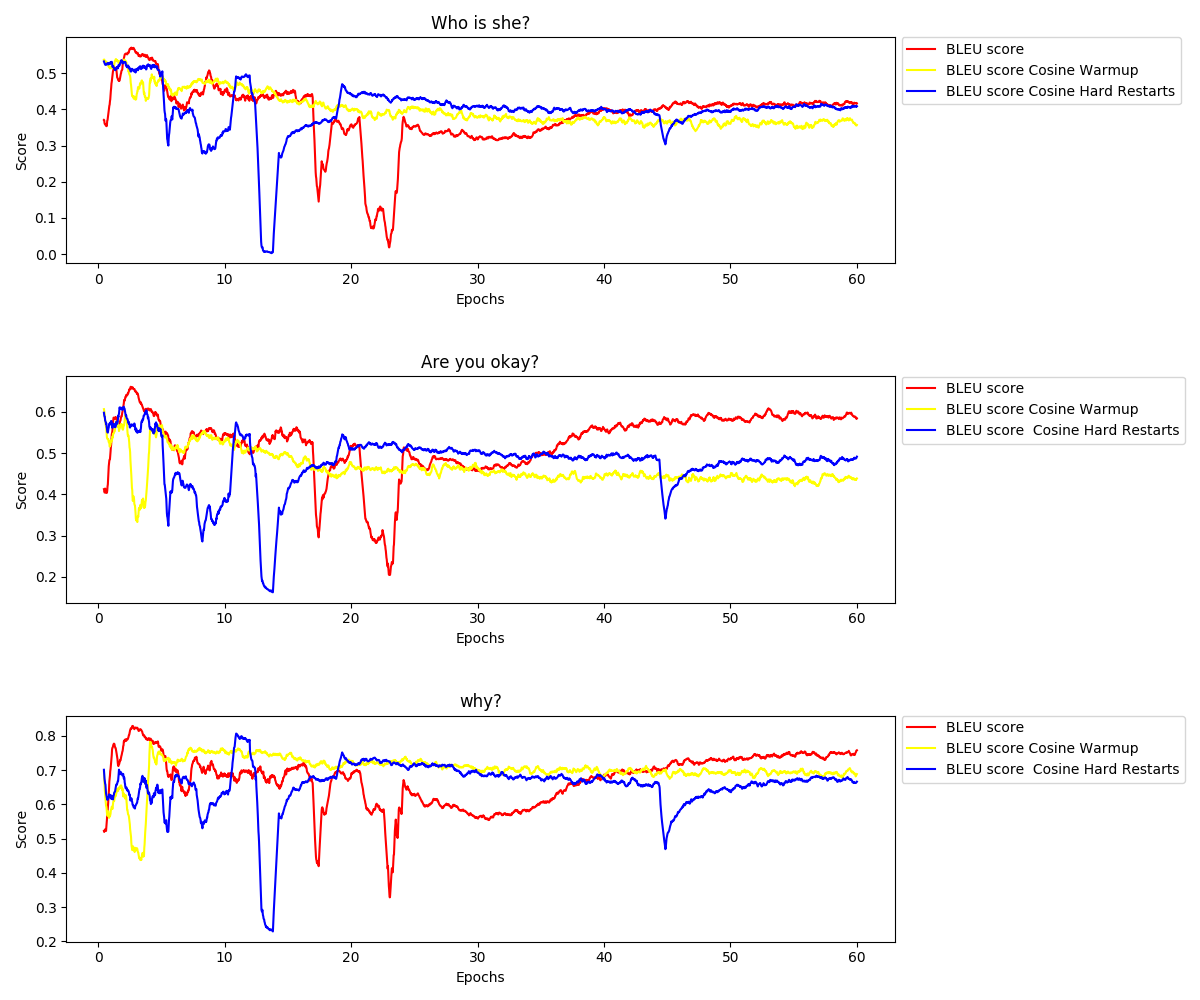 Who is she?
BLEU score
BLEU score Cosine Warmup
BLEU score Cosine Hard Restarts
Score
0.5
0.4
0.3
0.2
0.1
0.0
0 10 20 30 40 50 60
Epochs
Are you okay?
BLEU score
BLEU score Cosine Warmup
BLEU score  Cosine Hard Restarts
Score
0.6
0.5
0.4
0.3
0.2
0 10 20 30 40 50 60
Epochs
why?
BLEU score
BLEU score Cosine Warmup
BLEU score  Cosine Hard Restarts
Score
0.8
0.7
0.6
0.5
0.4
0.3
0.2
0 10 20 30 40 50 60
Epochs